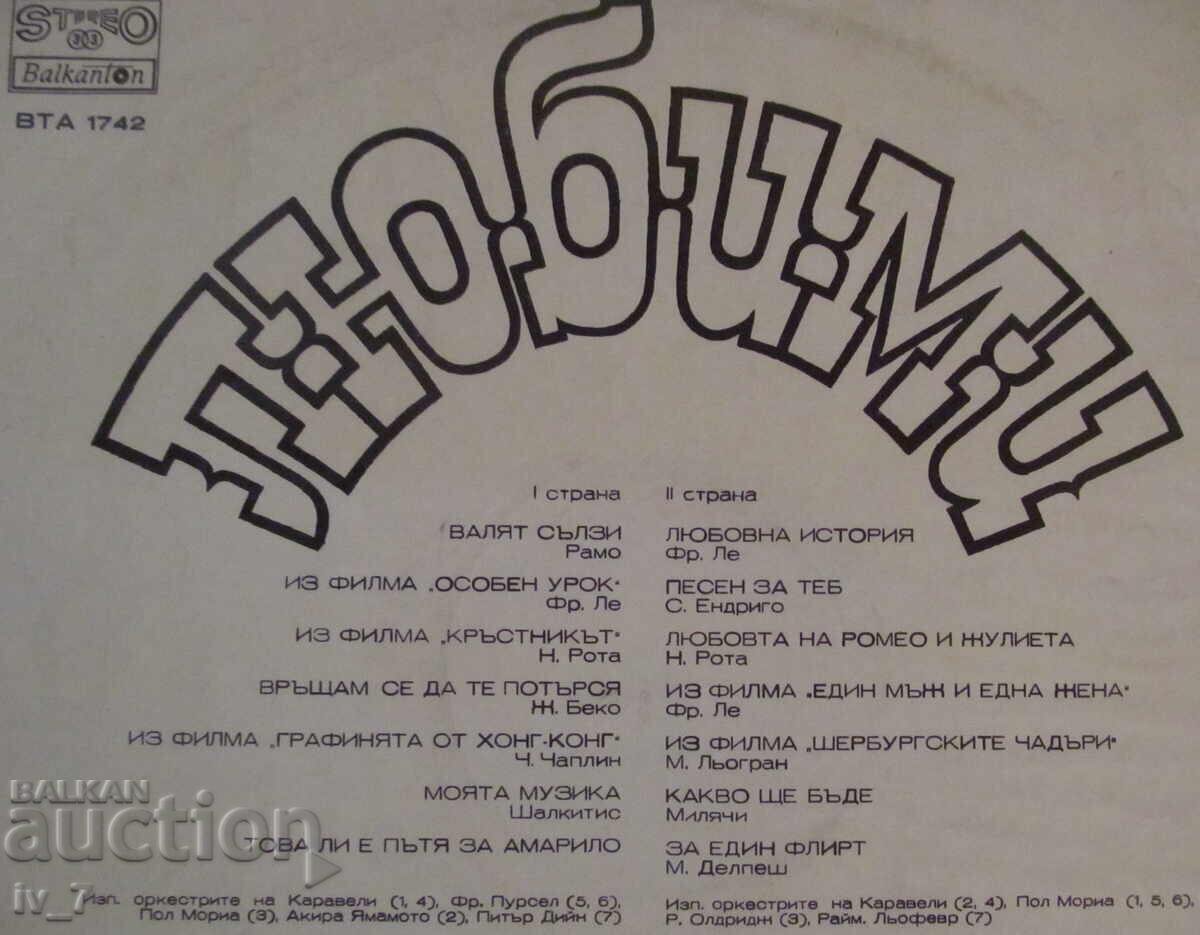 STEREO
33
Balkanton
ВТА 1742
Любими
I страна
ВАЛЯТ СЪЛЗИ
Рамо
ИЗ ФИЛМА „ОСОБЕН УРОК“
Фр. Ле
ИЗ ФИЛМА „КРЪСТНИКЪТ“
Н. Рота
ВРЪЩАМ СЕ ДА ТЕ ПОТЪРСЯ
Ж. Беко
ИЗ ФИЛМА „ГРАФИНЯТА ОТ ХОНГ-КОНГ“
Ч. Чаплин
МОЯТА МУЗИКА
Шалкитис
ТОВА ЛИ Е ПЪТЯ ЗА АМАРИЛО
Изп. оркестрите на Каравели (1, 4), Фр. Пурсел (5, 6),
Пол Мориа (3), Акира Ямамото (2), Питър Дийн (7)
II страна
ЛЮБОВНА ИСТОРИЯ
Фр. Ле
ПЕСЕН ЗА ТЕБ
С. Ендриго
ЛЮБОВТА НА РОМЕО И ЖУЛИЕТА
Н. Рота
ИЗ ФИЛМА „ЕДИН МЪЖ И ЕДНА ЖЕНА“
Фр. Ле
ИЗ ФИЛМА „ШЕРБУРГСКИТЕ ЧАДЪРИ“
М. Льогран
КАКВО ЩЕ БЪДЕ
Милячи
ЗА ЕДИН ФЛИРТ
М. Делпеш
Изп. оркестрите на Каравели (2, 4), Пол Мориа (1, 5, 6),
Р. Олдридж (3), Райм. Льофевр (7)
BALKAN
auction
iv_7